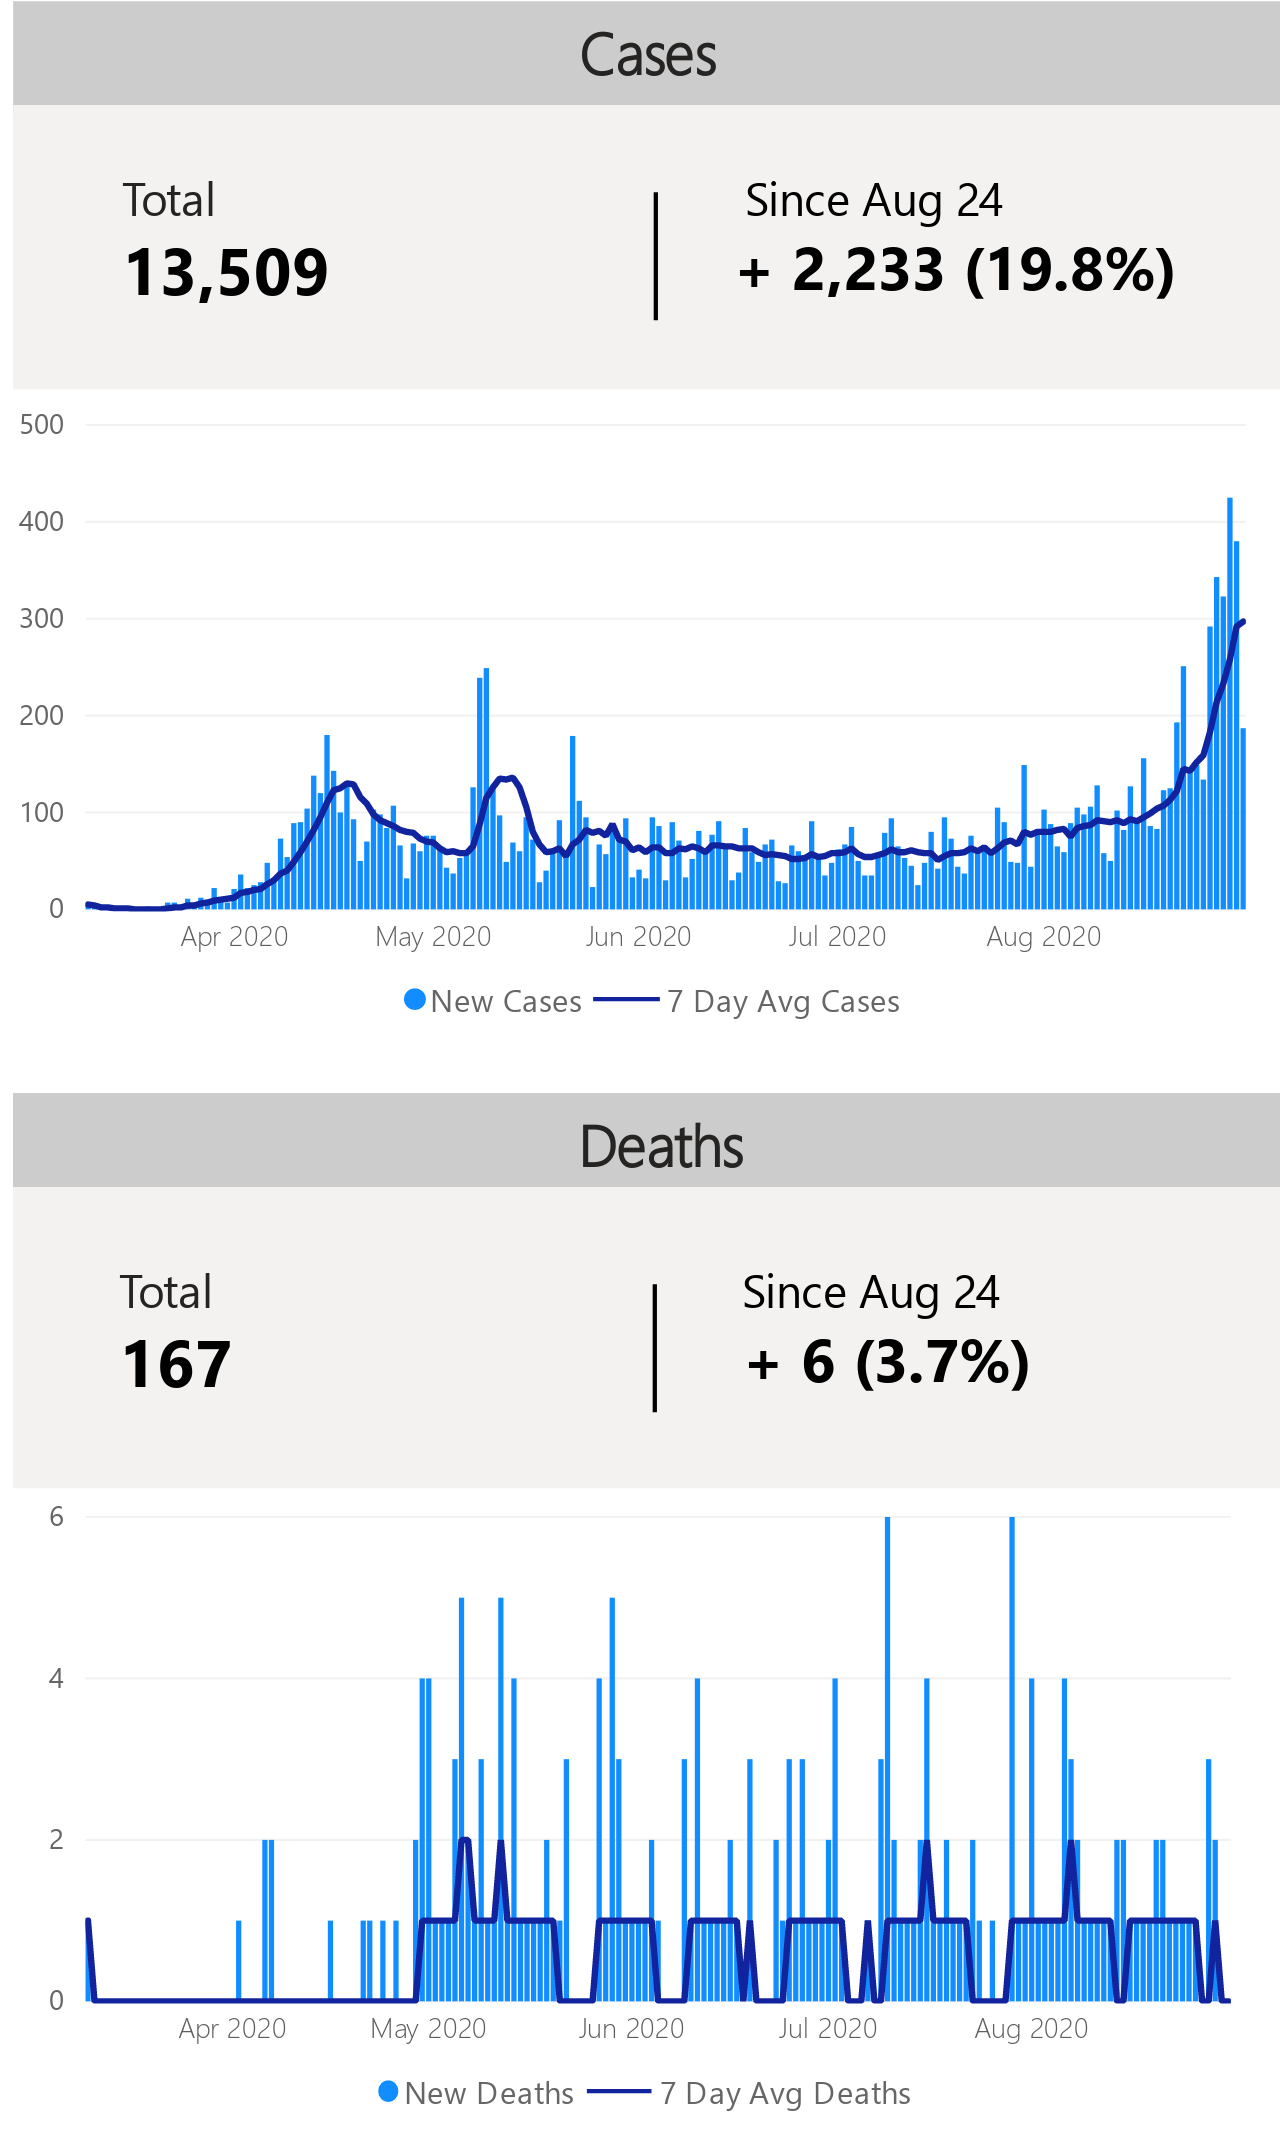 Cases
Total
Since Aug 24
13,509
+ 2,233 (19.8%)
500
400
300
200
100
0
Apr 2020
May 2020
Jun 2020
Jul 2020
Aug 2020
New Cases
7 Day Avg Cases
Deaths
Total
Since Aug 24
167
+ 6 (3.7%)
6
4
2
0
Apr 2020
May 2020
Jun 2020
Jul 2020
Aug 2020
New Deaths
7 Day Avg Deaths